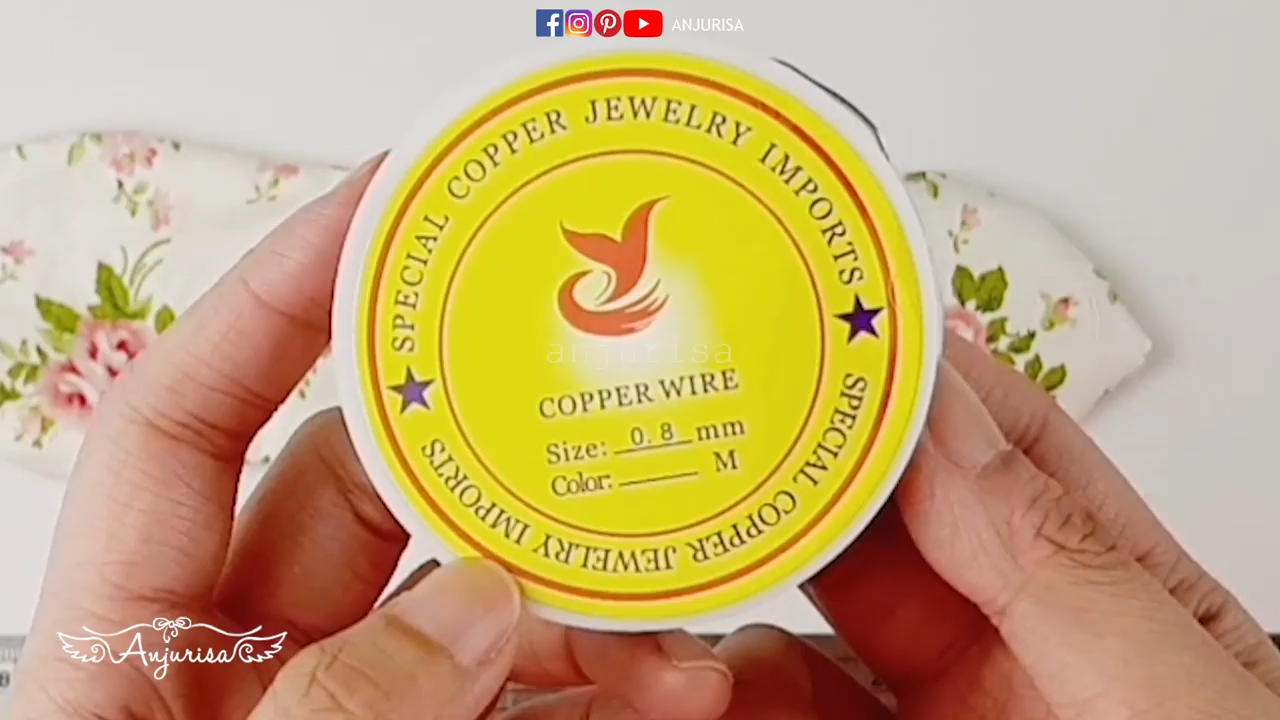 ANJURISA
SPECIAL COPPER JEWELRY IMPORTS
anjurisa
COPPER WIRE
Size: 0.8 mm
Color: M
SPECIAL COPPER JEWELRY IMPORTS
Anjurisa